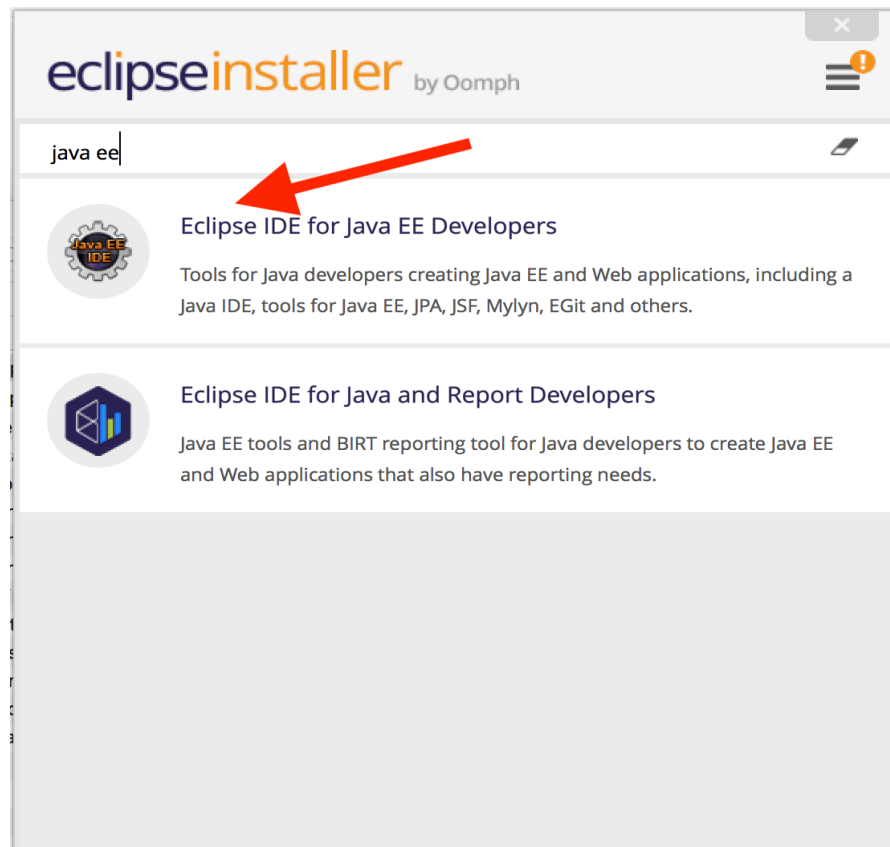 eclipseinstaller by Oomph
java ee
Java EE
IDE
Eclipse IDE for Java EE Developers
Tools for Java developers creating Java EE and Web applications, including a
Java IDE, tools for Java EE, JPA, JSF, Mylyn, EGit and others.
Eclipse IDE for Java and Report Developers
Java EE tools and BIRT reporting tool for Java developers to create Java EE
and Web applications that also have reporting needs.